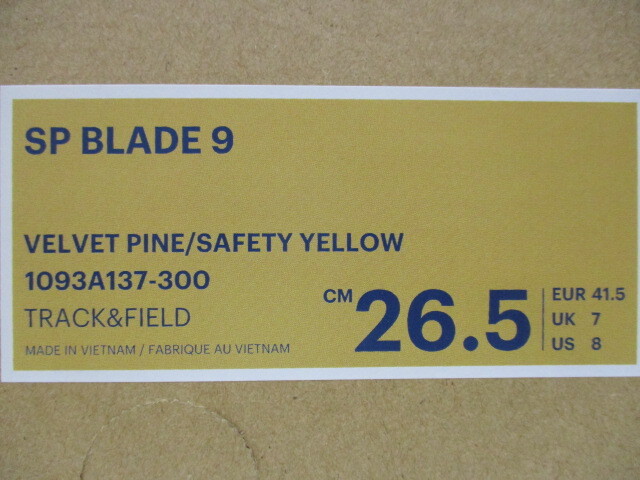 SP BLADE 9
VELVET PINE/SAFETY YELLOW
1093A137-300
TRACK&FIELD
MADE IN VIETNAM / FABRIQUE AU VIETNAM
CM 26.5
EUR 41.5
UK 7
US 8